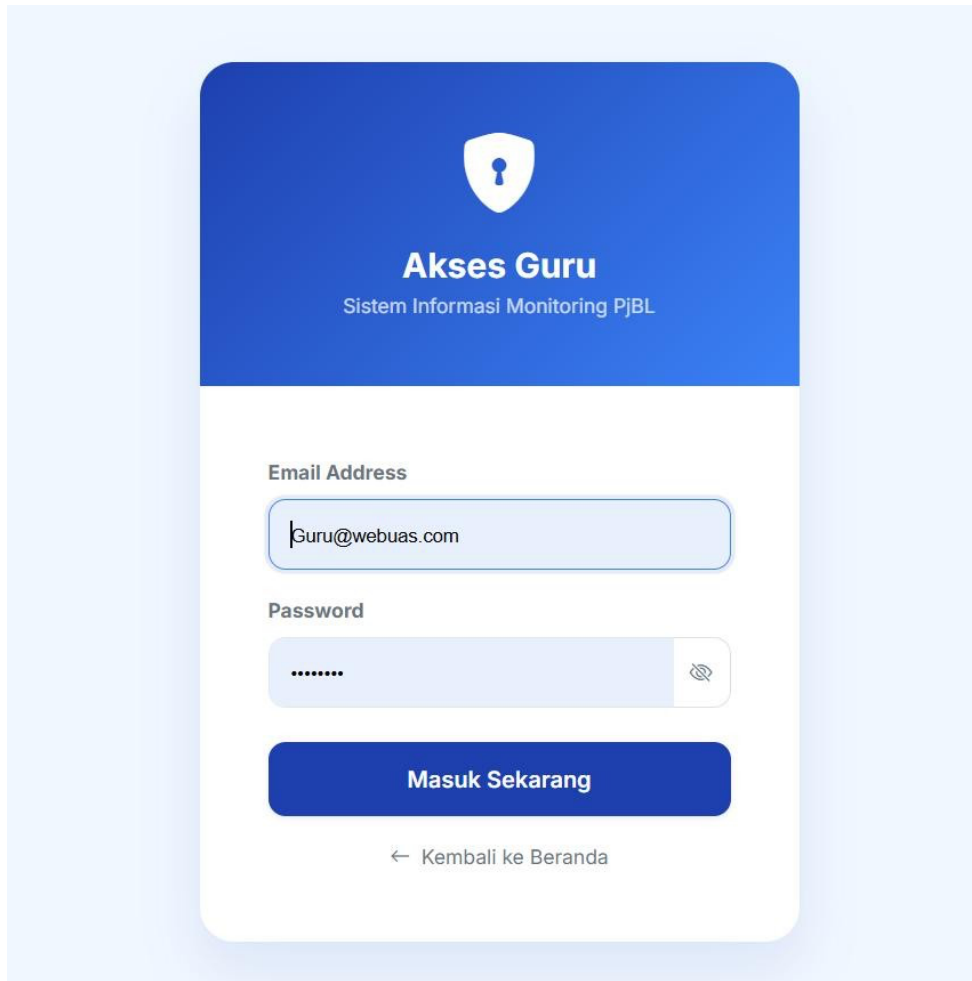 Akses Guru
Sistem Informasi Monitoring PjBL
Email Address
Guru@webuas.com
Password
••••••••
Masuk Sekarang
← Kembali ke Beranda